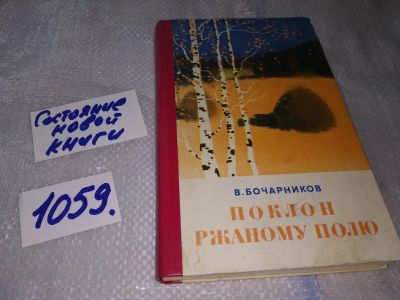 Состояние
новой
книги
1059.
В.БОЧАРНИКОВ
ПОКЛОН
РЖАНОМУ ПОЛЮ